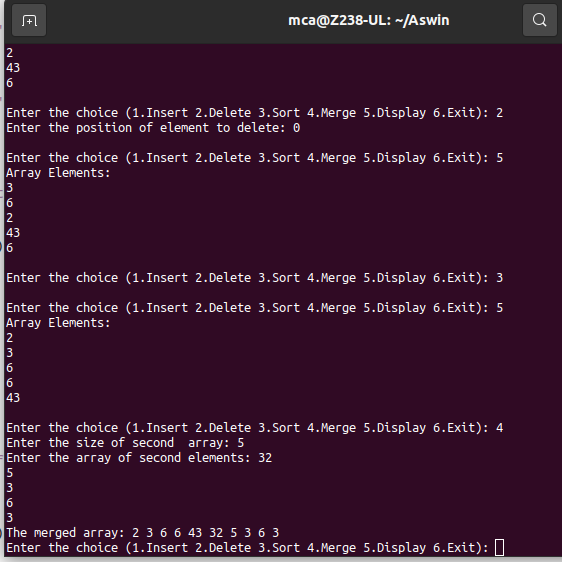 mca@Z238-UL: ~/Aswin
2
43
6
Enter the choice (1.Insert 2.Delete 3.Sort 4.Merge 5.Display 6.Exit): 2
Enter the position of element to delete: 0
Enter the choice (1.Insert 2.Delete 3.Sort 4.Merge 5.Display 6.Exit): 5
Array Elements:
3
6
2
43
6
Enter the choice (1.Insert 2.Delete 3.Sort 4.Merge 5.Display 6.Exit): 3
Enter the choice (1.Insert 2.Delete 3.Sort 4.Merge 5.Display 6.Exit): 5
Array Elements:
2
3
6
6
43
Enter the choice (1.Insert 2.Delete 3.Sort 4.Merge 5.Display 6.Exit): 4
Enter the size of second  array: 5
Enter the array of second elements: 32
5
3
6
3
The merged array: 2 3 6 6 43 32 5 3 6 3
Enter the choice (1.Insert 2.Delete 3.Sort 4.Merge 5.Display 6.Exit):